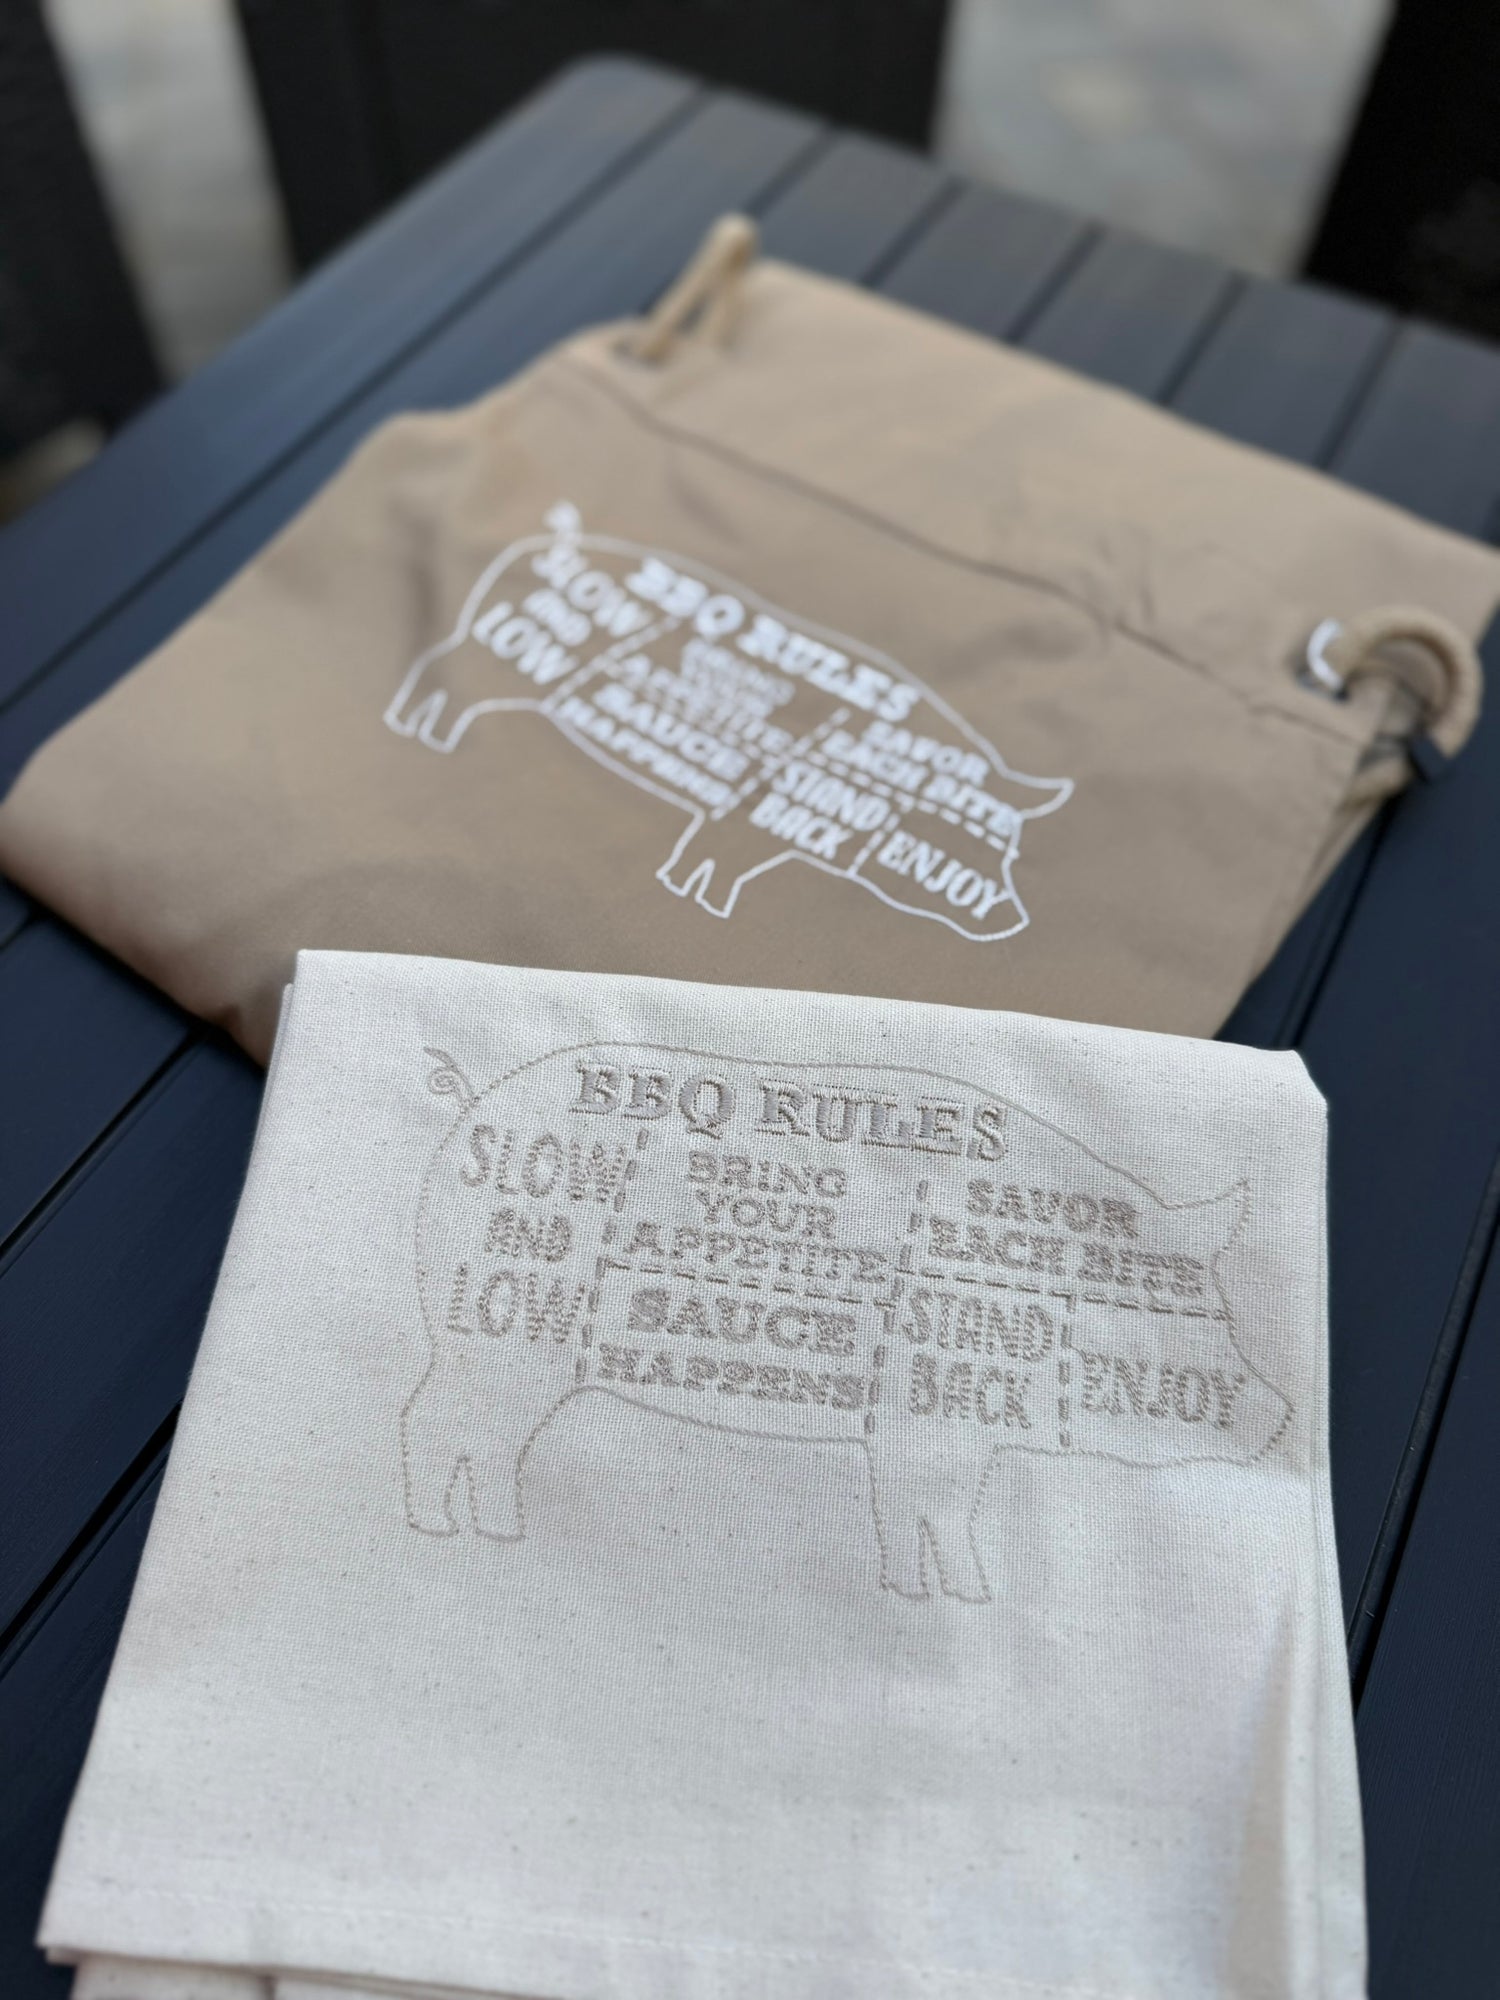 BBQ RULES
SLOW
AND
LOW
BRING
YOUR
APPETITE
SAUCE
HAPPENS
SAVOR
EACH BITE
STAND
BACK
ENJOY
BBQ RULES
SLOW
AND
LOW
BRING
YOUR
APPETITE
SAUCE
HAPPENS
SAVOR
EACH BITE
STAND
BACK
ENJOY